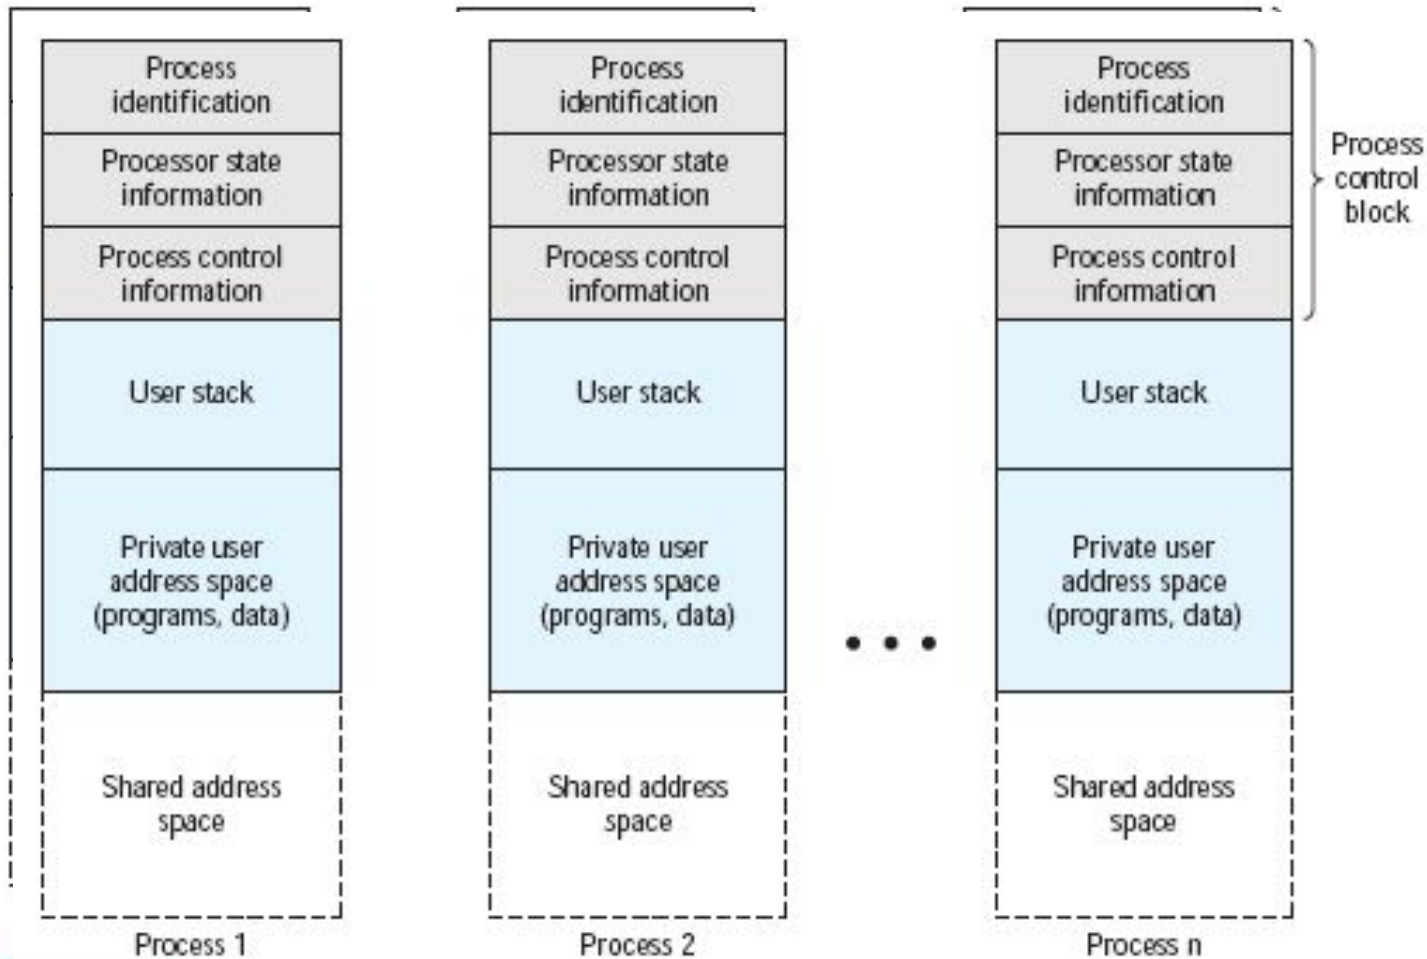 Process
identification
Processor state
information
Process control
information
User stack
Private user
address space
(programs, data)
Shared address
space
Process 1
Process
identification
Processor state
information
Process control
information
User stack
Private user
address space
(programs, data)
Shared address
space
Process 2
• • •
Process
identification
Processor state
information
Process control
information
User stack
Private user
address space
(programs, data)
Shared address
space
Process n
Process
control
block